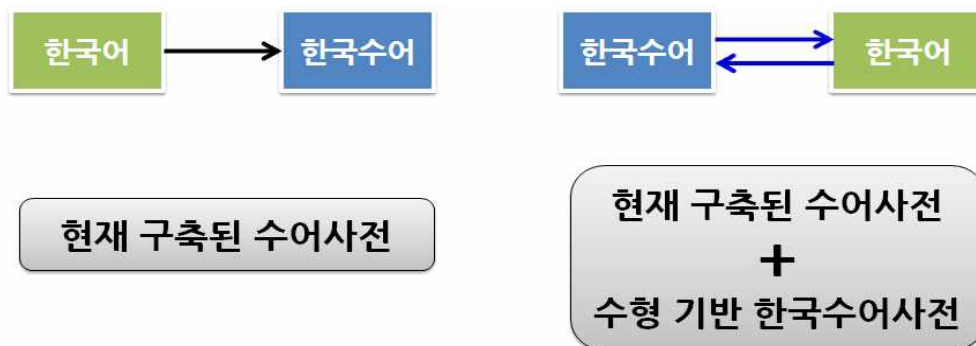 한국어
한국수어
현재 구축된 수어사전
한국수어
한국어
현재 구축된 수어사전
+
수형 기반 한국수어사전